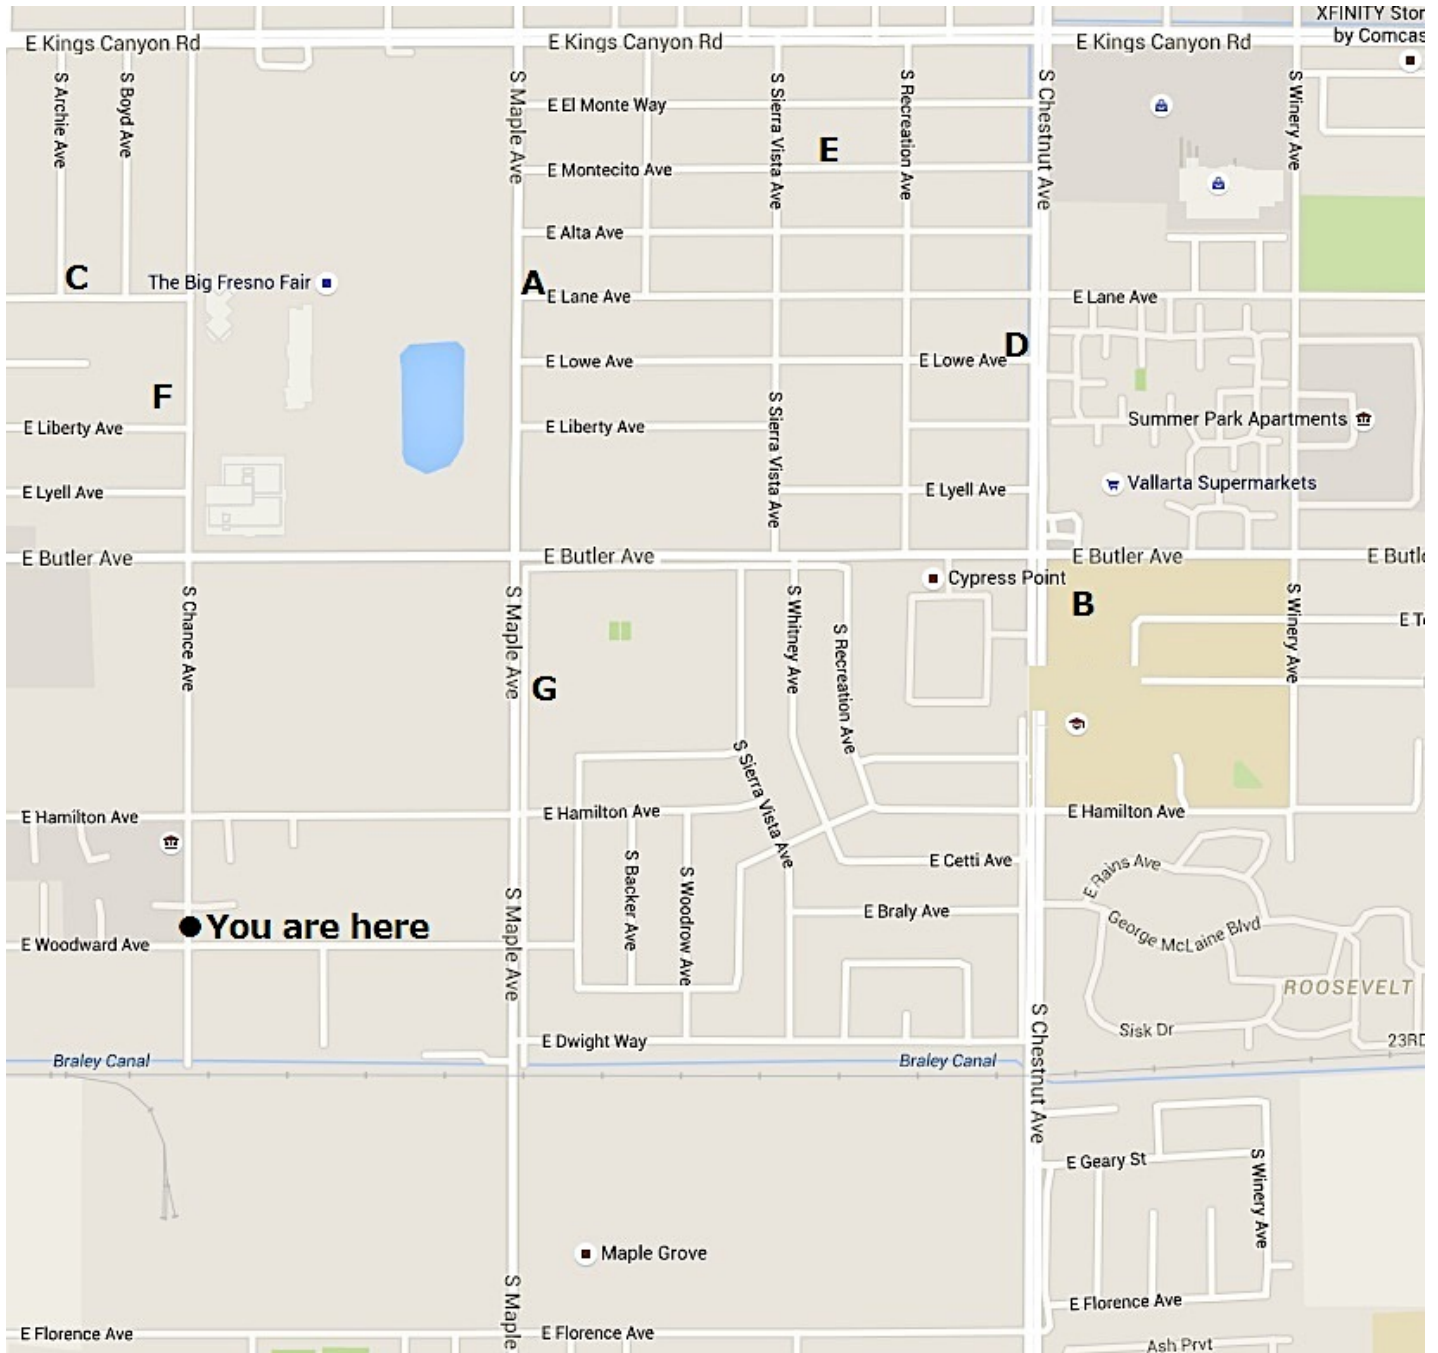 XFINITY Stor
by Comcas
E Kings Canyon Rd
E Kings Canyon Rd
E Kings Canyon Rd
S Archie Ave
S Boyd Ave
S Maple Ave
S Sierra Vista Ave
S Recreation Ave
S Chestnut Ave
S Winery Ave
E El Monte Way
E
E Montecito Ave
E Alta Ave
C
The Big Fresno Fair
A
E Lane Ave
E Lane Ave
D
E Lowe Ave
E Lowe Ave
F
S Sierra Vista Ave
E Liberty Ave
E Liberty Ave
Summer Park Apartments
E Lyell Ave
E Lyell Ave
Vallarta Supermarkets
E Butler Ave
E Butler Ave
E Butler Ave
E Butl
Cypress Point
B
S Chance Ave
S Maple Ave
S Whitney Ave
S Recreation Ave
S Winery Ave
E T
G
S Sierra Vista Ave
E Hamilton Ave
E Hamilton Ave
E Hamilton Ave
S Backer Ave
S Woodrow Ave
E Cetti Ave
E Rains Ave
S Maple Ave
E Braly Ave
George McLaine Blvd
You are here
E Woodward Ave
ROOSEVELT
S Chestnut Ave
Sisk Dr
E Dwight Way
23RD
Braley Canal
Braley Canal
E Geary St
S Winery Ave
Maple Grove
S Maple
E Florence Ave
E Florence Ave
E Florence Ave
Ash Prvt